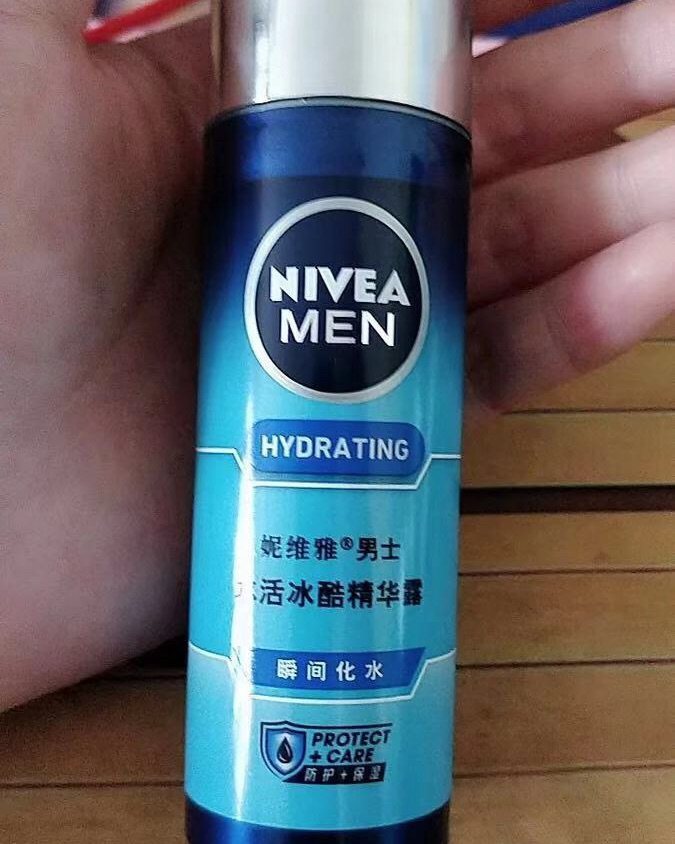 NIVEA
MEN
HYDRATING
妮维雅®男士
水活冰酷精华露
瞬间化水
PROTECT
+ CARE
防护+保湿